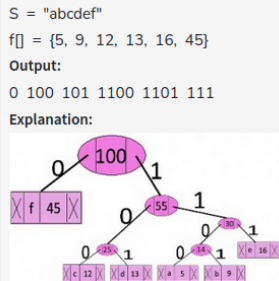 S = "abcdef"
f[] = {5, 9, 12, 13, 16, 45}
Output:
0 100 101 1100 1101 111
Explanation:
100
0 1
f 45
55
0 1
30
0 1
25
14
e 16
0 1 0 1
c 12 d 13 a 5 b 9